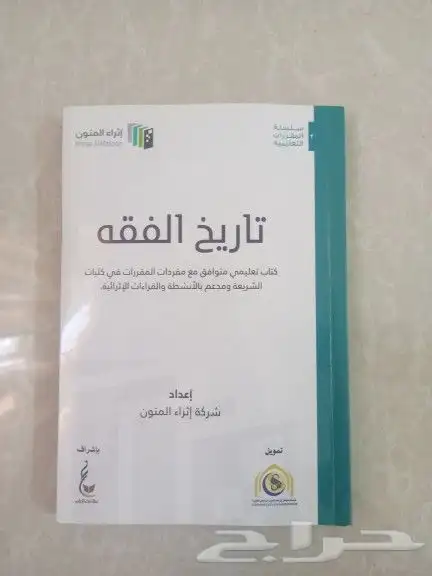 سلسلة
المقررات
التعليمية
٢
إثراء المتون
تاريخ الفقه
كتاب تعليمي متوافق مع مفردات المقررات في كليات
الشريعة ومدعم بالأنشطة والقراءات الإثرائية.
إعداد
شركة إثراء المتون
تمويل
بإشراف
حراج